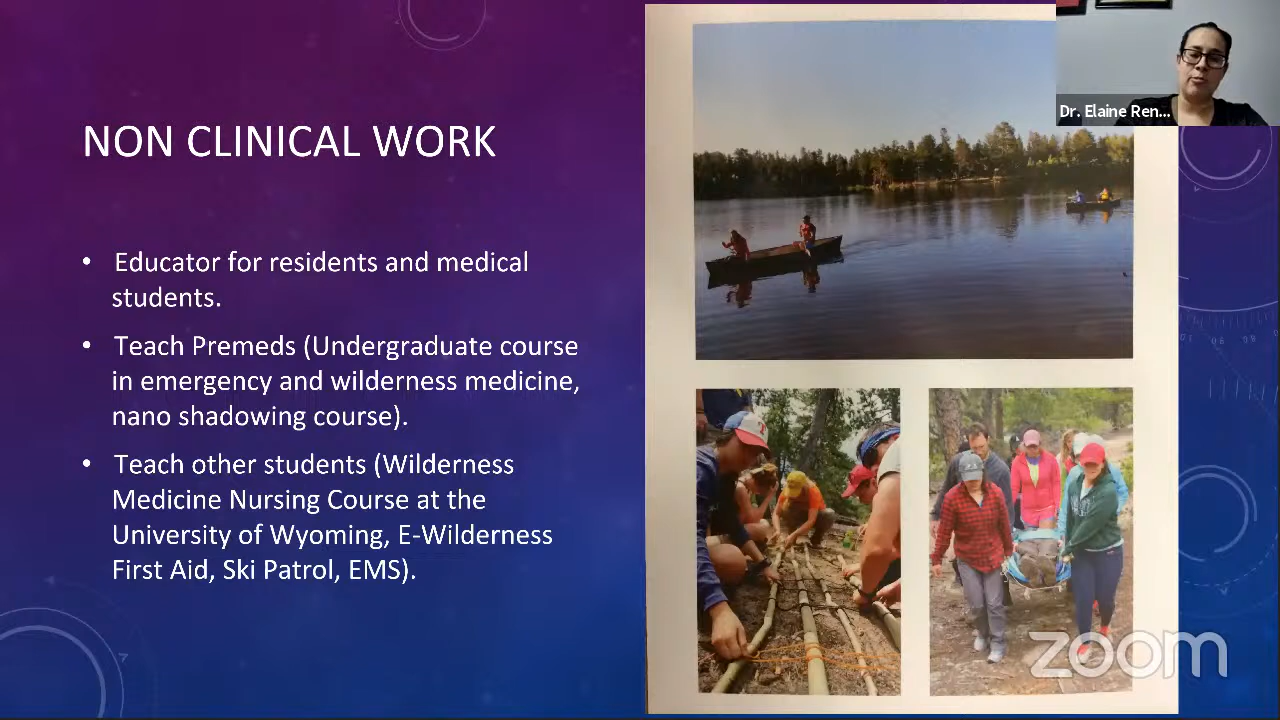 NON CLINICAL WORK
• Educator for residents and medical
students.
• Teach Premeds (Undergraduate course
in emergency and wilderness medicine,
nano shadowing course).
• Teach other students (Wilderness
Medicine Nursing Course at the
University of Wyoming, E-Wilderness
First Aid, Ski Patrol, EMS).
Dr. Elaine Ren...
zoom